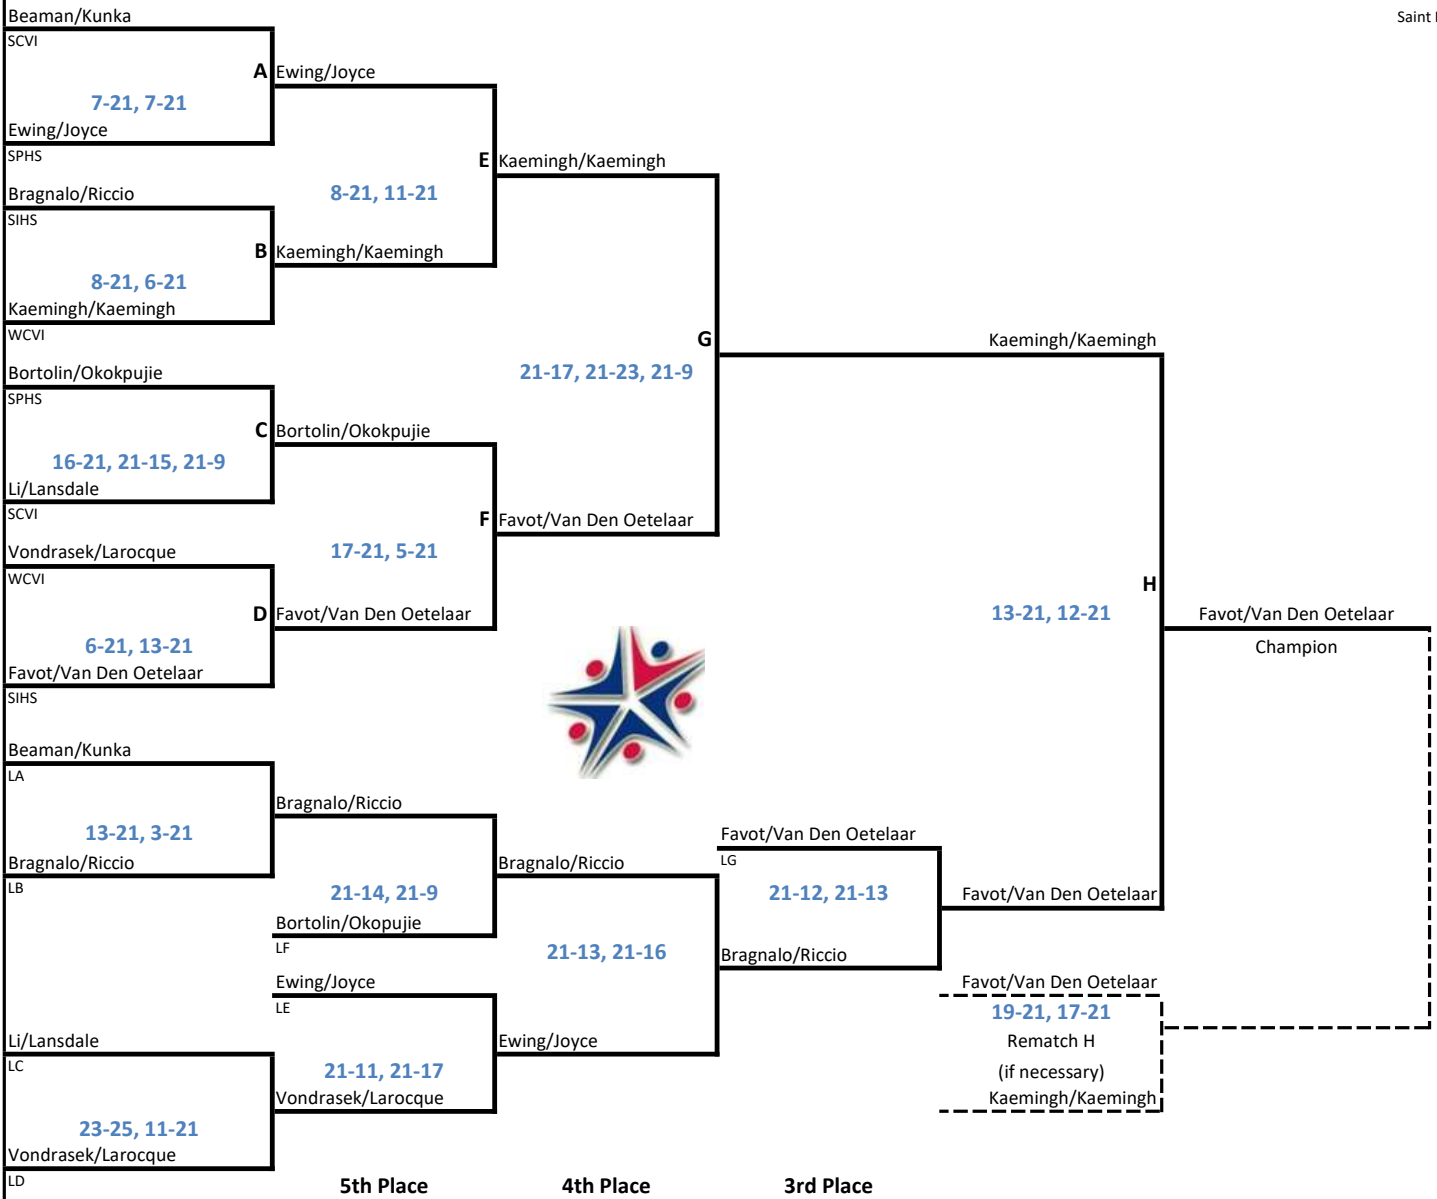 Beaman/Kunka
Saint
SCVI
A Ewing/Joyce
7-21, 7-21
Ewing/Joyce
SPHS
E Kaemingh/Kaemingh
Bragnalo/Riccio
8-21, 11-21
SIHS
B Kaemingh/Kaemingh
8-21, 6-21
Kaemingh/Kaemingh
WCVI
G
Kaemingh/Kaemingh
Bortolin/Okokpujie
21-17, 21-23, 21-9
SPHS
C Bortolin/Okokpujie
16-21, 21-15, 21-9
Li/Lansdale
SCVI
F Favot/Van Den Oetelaar
Vondrasek/Larocque
17-21, 5-21
WCVI
H
D Favot/Van Den Oetelaar
13-21, 12-21
Favot/Van Den Oetelaar
6-21, 13-21
Champion
Favot/Van Den Oetelaar
SIHS
Beaman/Kunka
LA
Bragnalo/Riccio
13-21, 3-21
Favot/Van Den Oetelaar
Bragnalo/Riccio
Bragnalo/Riccio
LG
LB
21-14, 21-9
21-12, 21-13
Favot/Van Den Oetelaar
Bortolin/Okopujie
LF
21-13, 21-16
Bragnalo/Riccio
Ewing/Joyce
Favot/Van Den Oetelaar
LE
19-21, 17-21
Li/Lansdale
Ewing/Joyce
Rematch H
LC
21-11, 21-17
(if necessary)
Vondrasek/Larocque
Kaemingh/Kaemingh
23-25, 11-21
Vondrasek/Larocque
LD
5th Place
4th Place
3rd Place